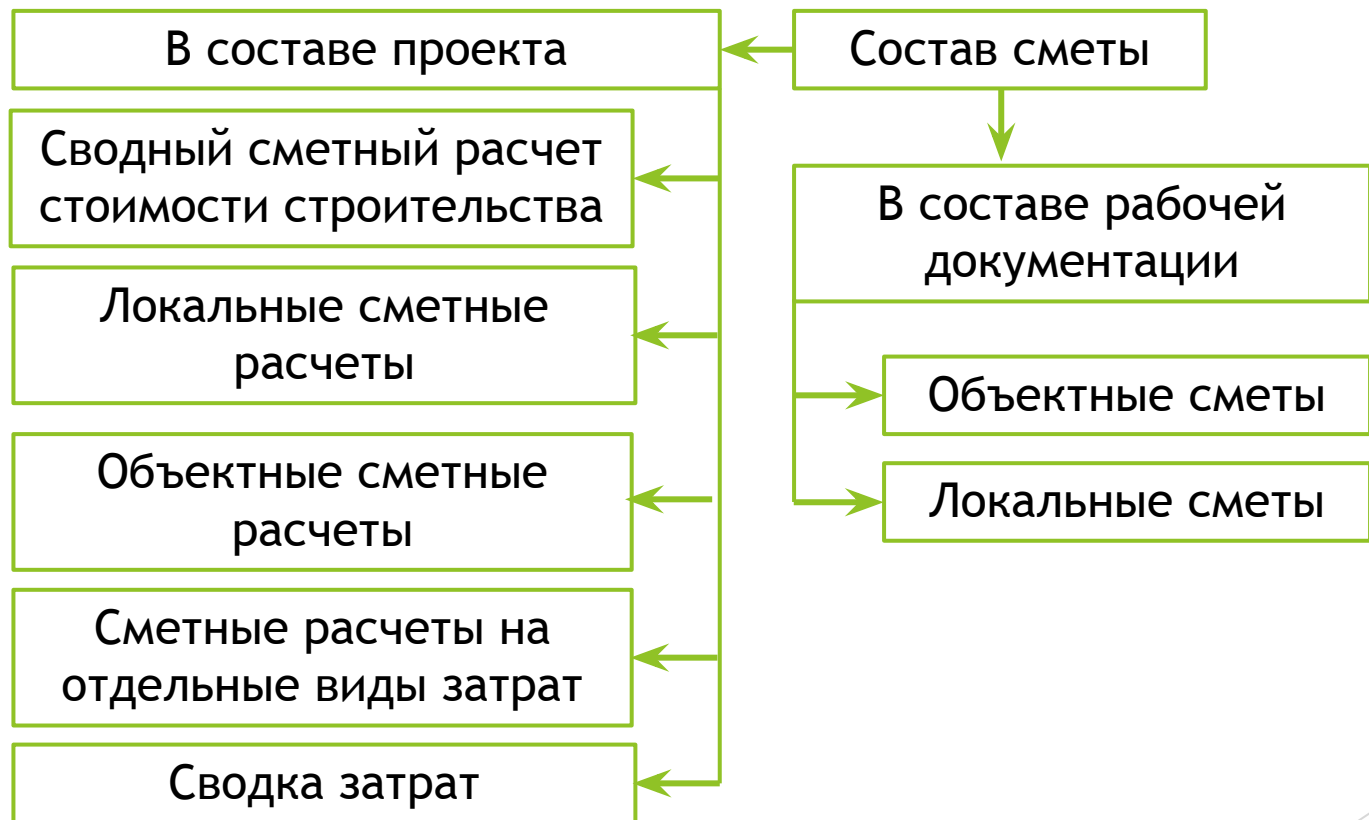 В составе проекта
Состав сметы
Сводный сметный расчет
стоимости строительства
Локальные сметные
расчеты
Объектные сметные
расчеты
Сметные расчеты на
отдельные виды затрат
Сводка затрат
В составе рабочей
документации
Объектные сметы
Локальные сметы